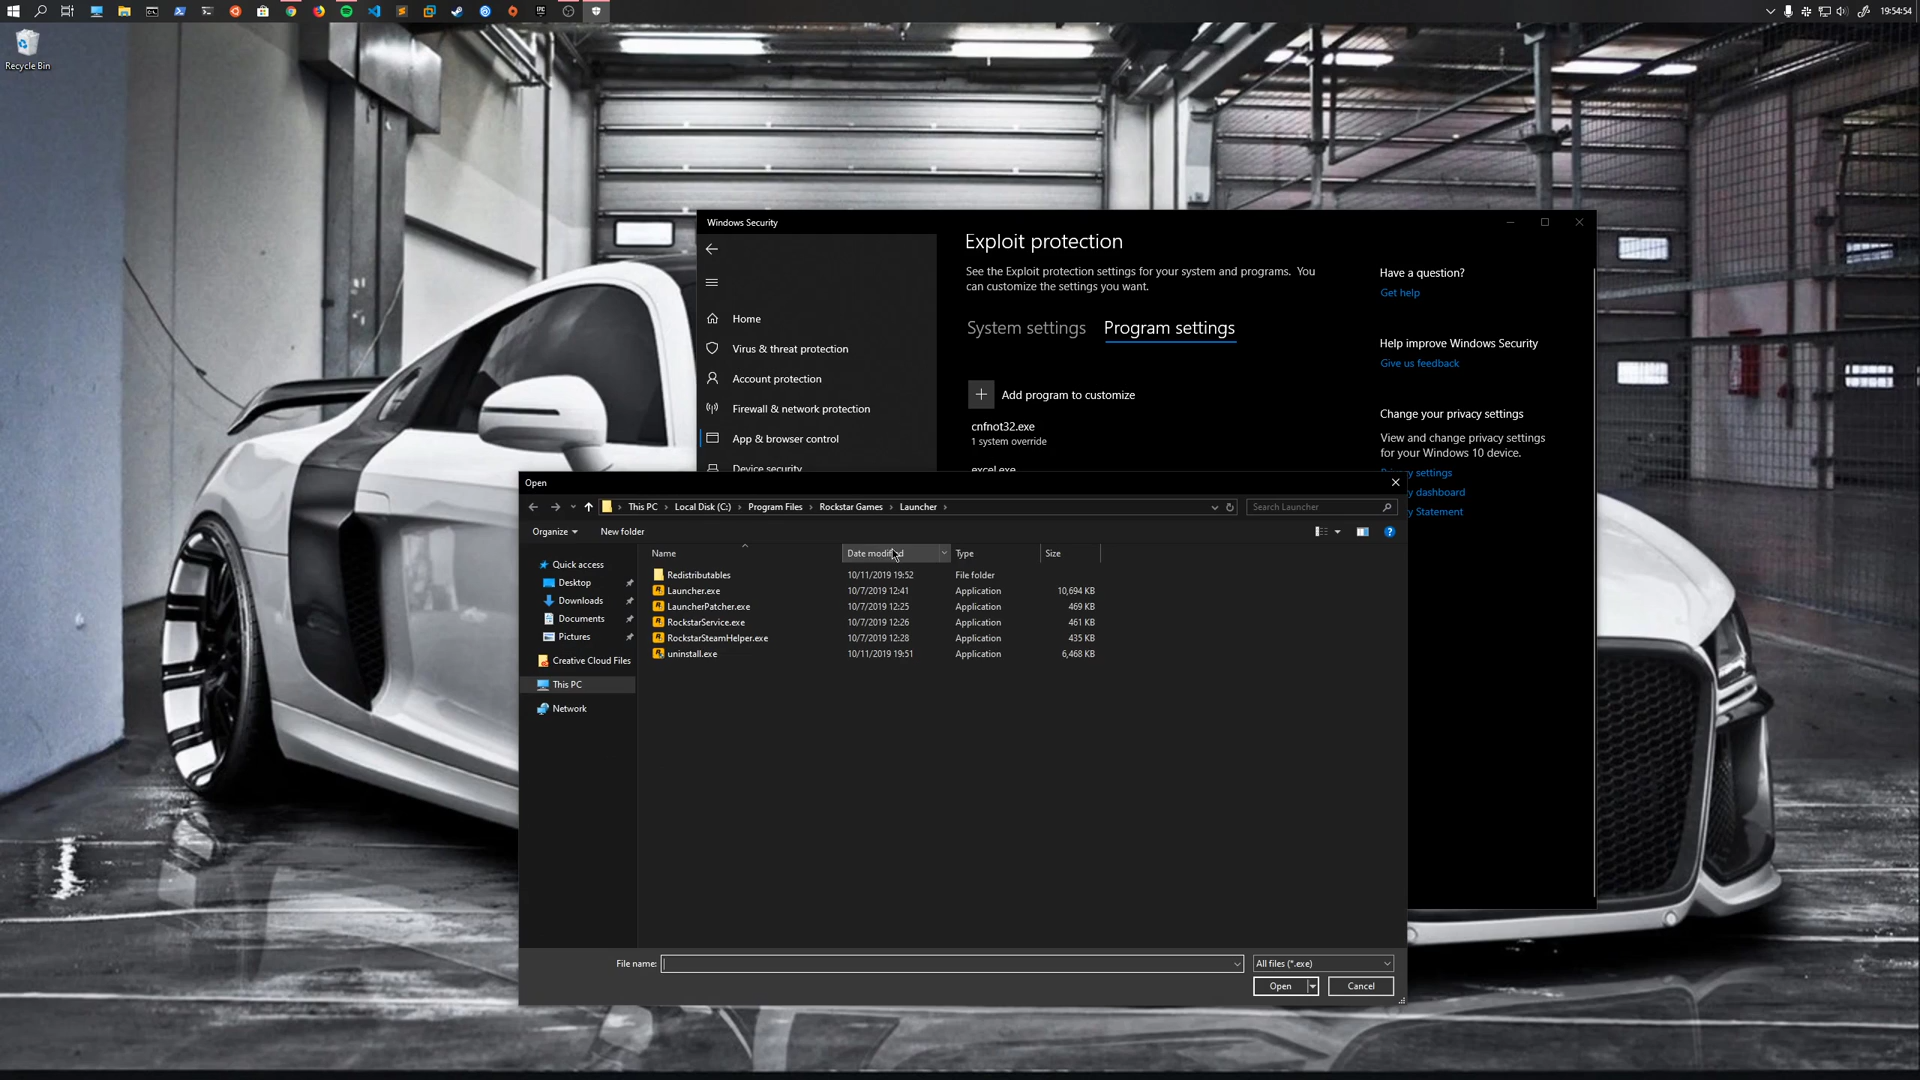 19:54:54
Recycle Bin
Windows Security
Home
Virus & threat protection
Account protection
Firewall & network protection
App & browser control
Device security
Exploit protection
See the Exploit protection settings for your system and programs. You
can customize the settings you want.
System settings
Program settings
Add program to customize
cnfnot32.exe
1 system override
excel.exe
Have a question?
Get help
Help improve Windows Security
Give us feedback
Change your privacy settings
View and change privacy settings
for your Windows 10 device.
settings
dashboard
Statement
Open
This PC > Local Disk (C:) > Program Files > Rockstar Games > Launcher >
Search Launcher
Organize
New folder
Quick access
Desktop
Downloads
Documents
Pictures
Creative Cloud Files
This PC
Network
Name Date modified Type Size
Redistributables 10/11/2019 19:52 File folder
Launcher.exe 10/7/2019 12:41 Application 10,694 KB
LauncherPatcher.exe 10/7/2019 12:25 Application 469 KB
RockstarService.exe 10/7/2019 12:26 Application 461 KB
RockstarSteamHelper.exe 10/7/2019 12:28 Application 435 KB
uninstall.exe 10/11/2019 19:51 Application 6,468 KB
File name:
All files (*.exe)
Open
Cancel